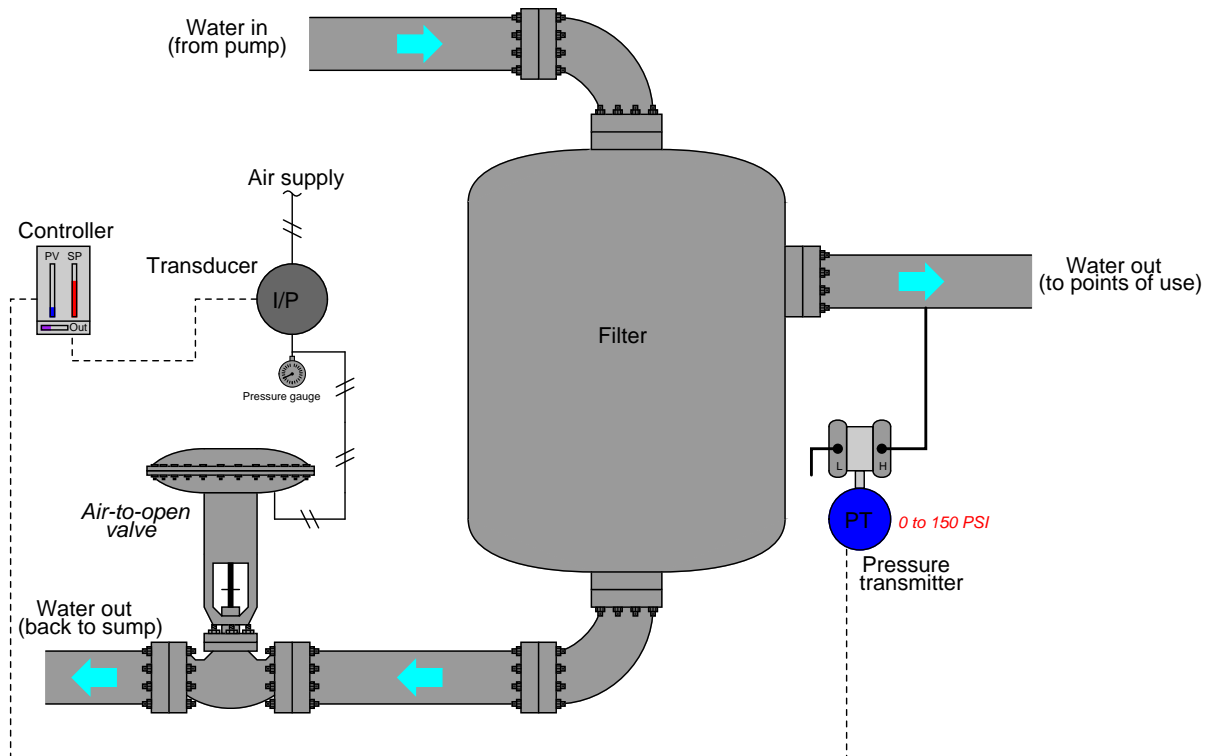 Water in
(from pump)
Air supply
Controller
PV SP
Out
Transducer
I/P
Pressure gauge
Filter
Water out
(to points of use)
L H
PT
0 to 150 PSI
Pressure
transmitter
Air-to-open
valve
Water out
(back to sump)